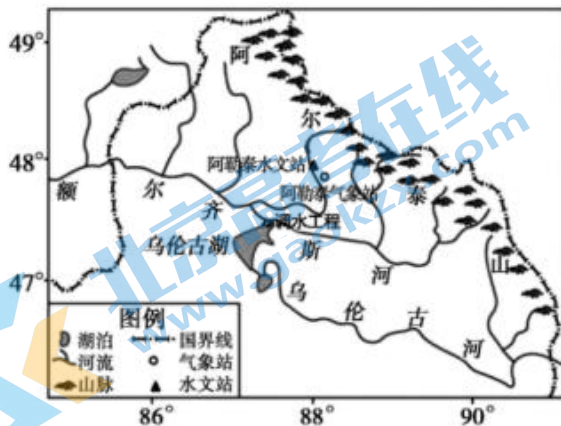 49°
阿
尔
48°
阿勒泰水文站
阿勒泰气象站
泰
额 尔 齐 斯 河
调水工程
乌伦古湖
山
47°
乌 伦 古 河
图例
湖泊 国界线
河流 气象站
山脉 水文站
86° 88° 90°
北京高考在线
www.gaokzx.com